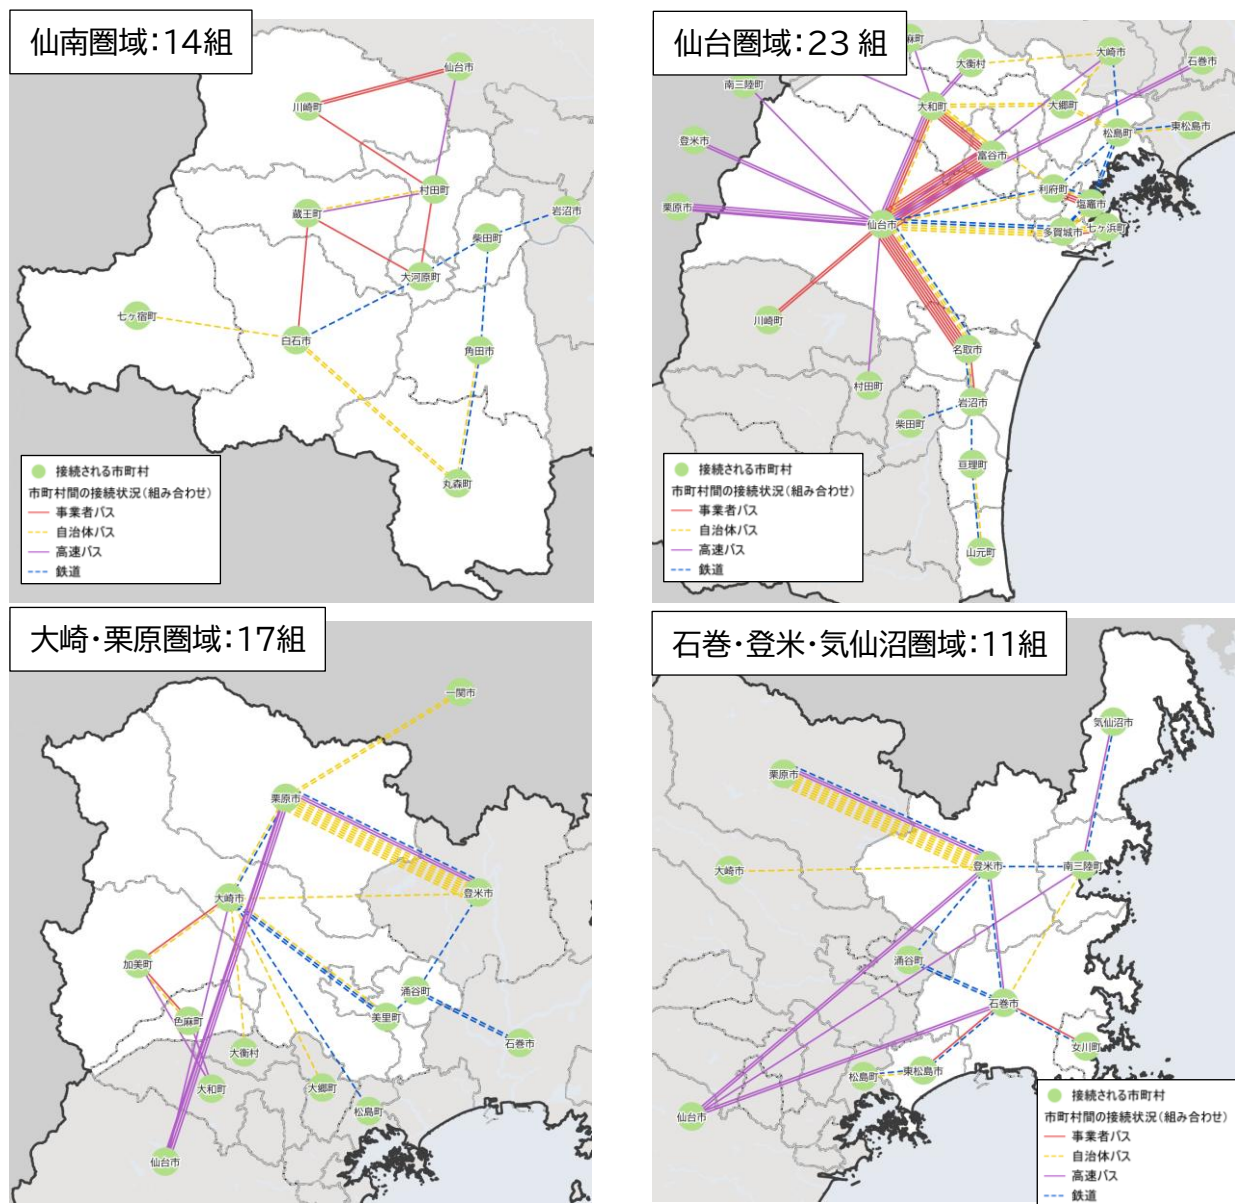 仙南圏域：14組
仙台市
川崎町
村田町
蔵王町
岩沼市
柴田町
大河原町
七ヶ宿町
白石市
角田市
丸森町
接続される市町村
市町村間の接続状況（組み合わせ）
事業者バス
自治体バス
高速バス
鉄道
仙台圏域：23組
麻町
大衡村
大崎市
石巻市
南三陸町
大和町
大郷町
松島町
東松島市
登米市
富谷市
利府町
塩竈市
栗原市
仙台市
多賀城市
七ヶ浜町
川崎町
名取市
村田町
岩沼市
柴田町
亘理町
山元町
接続される市町村
市町村間の接続状況（組み合わせ）
事業者バス
自治体バス
高速バス
鉄道
大崎・栗原圏域：17組
一関市
栗原市
大崎市
登米市
加美町
涌谷町
色麻町
美里町
大衡村
石巻市
大和町
大郷町
松島町
仙台市
石巻・登米・気仙沼圏域：11組
気仙沼市
栗原市
大崎市
登米市
南三陸町
涌谷町
石巻市
女川町
松島町
東松島市
仙台市
接続される市町村
市町村間の接続状況（組み合わせ）
事業者バス
自治体バス
高速バス
鉄道